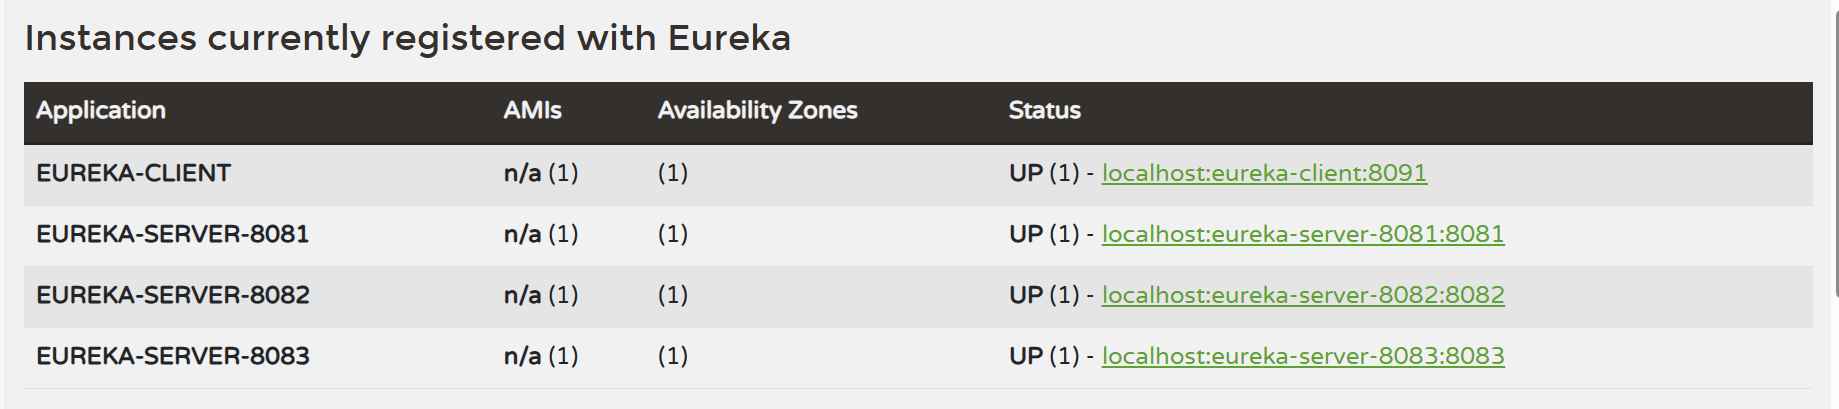 Instances currently registered with Eureka
Application AMIs Availability Zones Status
EUREKA-CLIENT n/a (1) (1) UP (1) - localhost:eureka-client:8091
EUREKA-SERVER-8081 n/a (1) (1) UP (1) - localhost:eureka-server-8081:8081
EUREKA-SERVER-8082 n/a (1) (1) UP (1) - localhost:eureka-server-8082:8082
EUREKA-SERVER-8083 n/a (1) (1) UP (1) - localhost:eureka-server-8083:8083